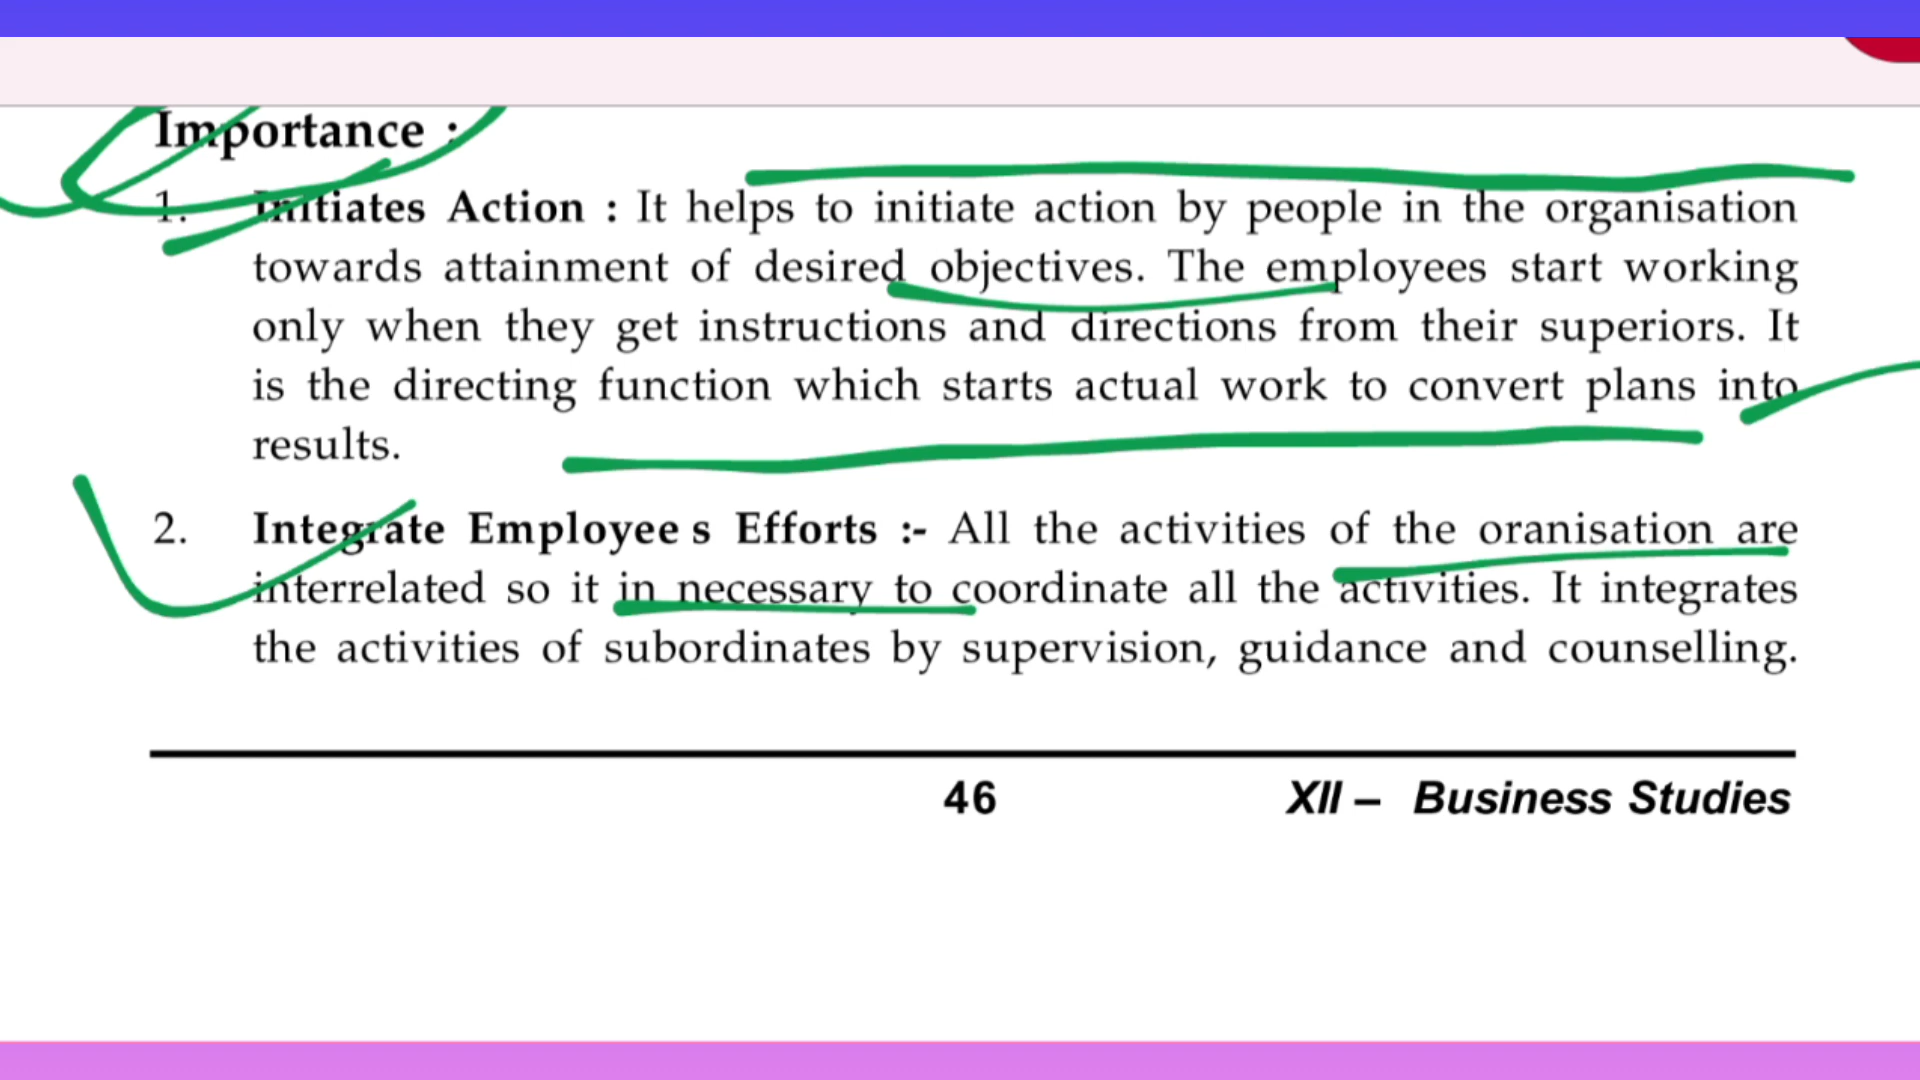 Importance :
1. Initiates Action : It helps to initiate action by people in the organisation
towards attainment of desired objectives. The employees start working
only when they get instructions and directions from their superiors. It
is the directing function which starts actual work to convert plans into
results.
2. Integrate Employee s Efforts :- All the activities of the oranisation are
interrelated so it in necessary to coordinate all the activities. It integrates
the activities of subordinates by supervision, guidance and counselling.
46 XII – Business Studies